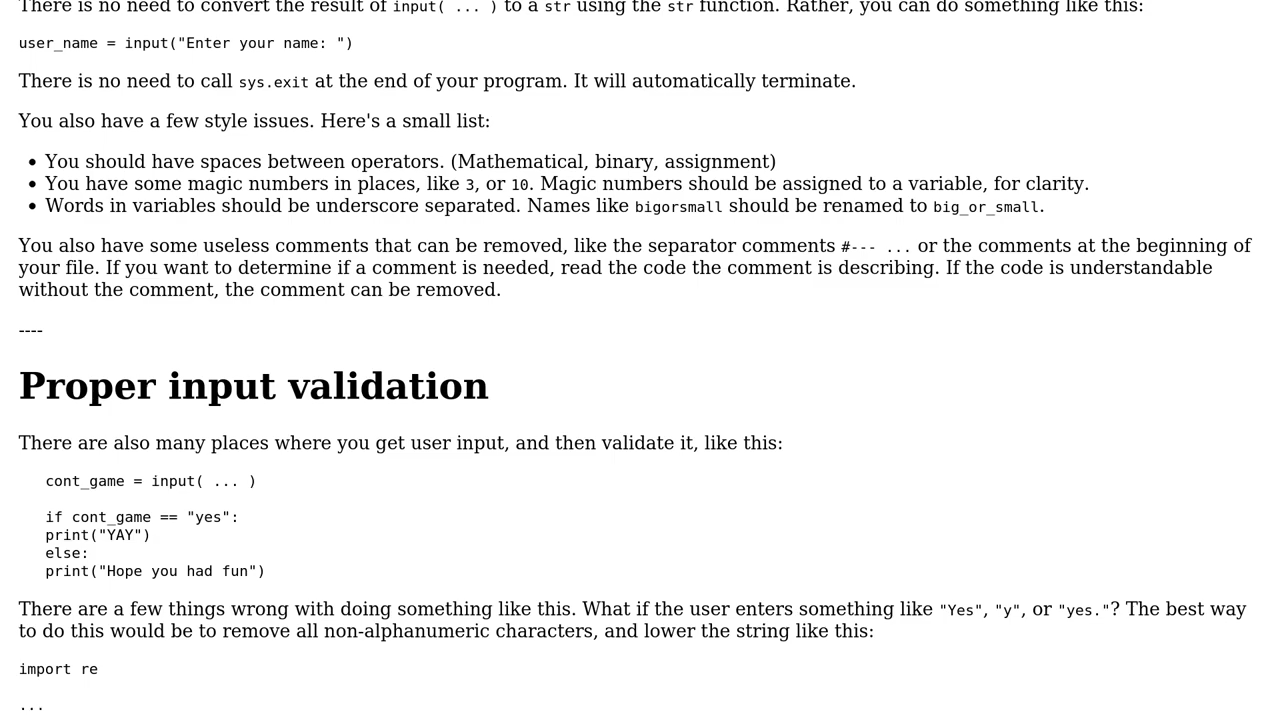 There is no need to convert the result of input( ... ) to a str using the str function. Rather, you can do something like this:
user_name = input("Enter your name: ")
There is no need to call sys.exit at the end of your program. It will automatically terminate.
You also have a few style issues. Here's a small list:
• You should have spaces between operators. (Mathematical, binary, assignment)
• You have some magic numbers in places, like 3, or 10. Magic numbers should be assigned to a variable, for clarity.
• Words in variables should be underscore separated. Names like bigorsmall should be renamed to big_or_small.
You also have some useless comments that can be removed, like the separator comments #--- ... or the comments at the beginning of
your file. If you want to determine if a comment is needed, read the code the comment is describing. If the code is understandable
without the comment, the comment can be removed.
----
Proper input validation
There are also many places where you get user input, and then validate it, like this:
cont_game = input( ... )
if cont_game == "yes":
print("YAY")
else:
print("Hope you had fun")
There are a few things wrong with doing something like this. What if the user enters something like "Yes", "y", or "yes."? The best way
to do this would be to remove all non-alphanumeric characters, and lower the string like this:
import re
...